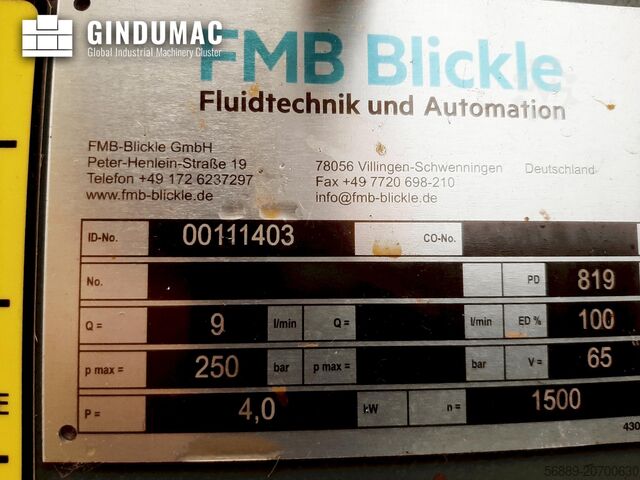 GINDUMAC
Global Industrial Machinery Cluster
FMB Blickle
Fluidtechnik und Automation
FMB-Blickle GmbH
Peter-Henlein-Straße 19 78056 Villingen-Schwenningen Deutschland
Telefon +49 172 6237297 Fax +49 7720 698-210
www.fmb-blickle.de info@fmb-blickle.de
ID-No. 00111403 CO-No.
No. PD 819
Q = 9 l/min Q = l/min ED % 100
p max = 250 bar p max = bar V = 65
P = 4,0 kW n = 1500
430
E
56889-20700630